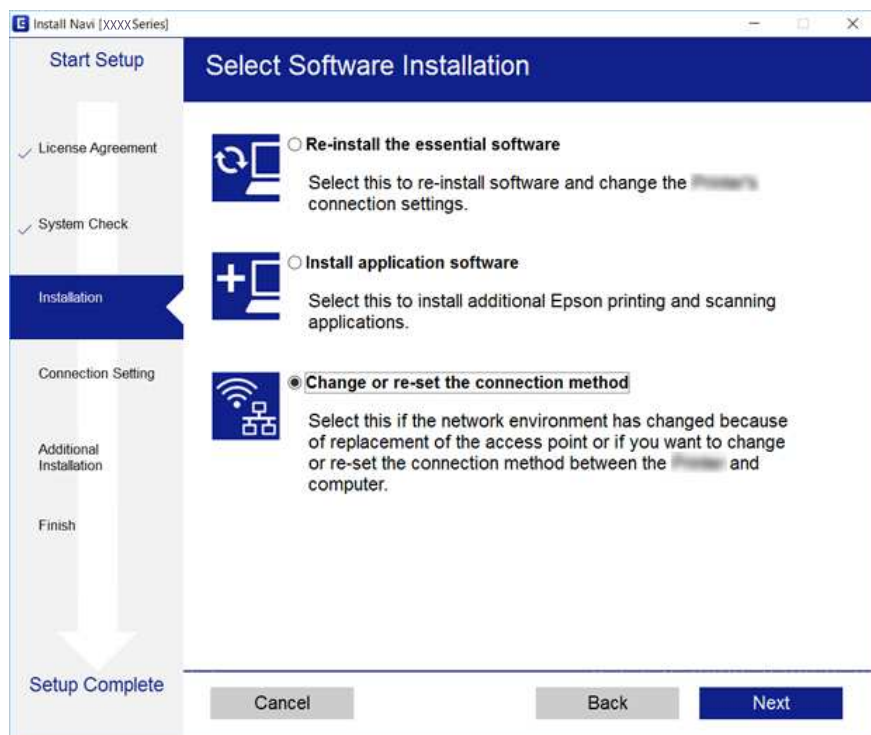 E Install Navi [XXXX Series]
Start Setup
License Agreement
System Check
Installation
Connection Setting
Additional
Installation
Finish
Setup Complete
Select Software Installation
Re-install the essential software
Select this to re-install software and change the
connection settings.
Install application software
Select this to install additional Epson printing and scanning
applications.
Change or re-set the connection method
Select this if the network environment has changed because
of replacement of the access point or if you want to change
or re-set the connection method between the and
computer.
Cancel
Back
Next